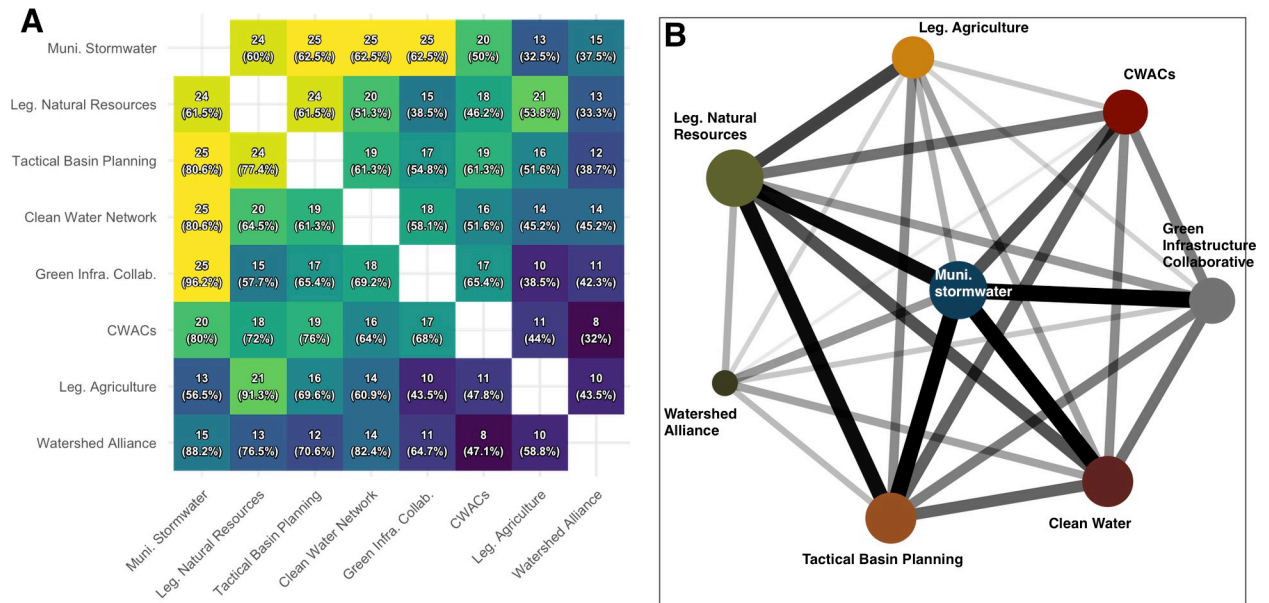 A
Muni. Stormwater
24 25 25 25 20 13 15
(60%) (62.5%) (62.5%) (62.5%) (50%) (32.5%) (37.5%)
Leg. Natural Resources
24 24 20 15 18 21 13
(61.5%) (61.5%) (51.3%) (38.5%) (46.2%) (53.8%) (33.3%)
Tactical Basin Planning
25 24 19 17 19 16 12
(80.6%) (77.4%) (61.3%) (54.8%) (61.3%) (51.6%) (38.7%)
Clean Water Network
25 20 19 18 16 14 14
(80.6%) (64.5%) (61.3%) (58.1%) (51.6%) (45.2%) (45.2%)
Green Infra. Collab.
25 15 17 18 17 10 11
(96.2%) (57.7%) (65.4%) (69.2%) (65.4%) (38.5%) (42.3%)
CWACs
20 18 19 16 17 11 8
(80%) (72%) (76%) (64%) (68%) (44%) (32%)
Leg. Agriculture
13 21 16 14 10 11 10
(56.5%) (91.3%) (69.6%) (60.9%) (43.5%) (47.8%) (43.5%)
Watershed Alliance
15 13 12 14 11 8 10
(88.2%) (76.5%) (70.6%) (82.4%) (64.7%) (47.1%) (58.8%)
Muni. Stormwater
Leg. Natural Resources
Tactical Basin Planning
Clean Water Network
Green Infra. Collab.
CWACs
Leg. Agriculture
Watershed Alliance
B
Leg. Agriculture
CWACs
Leg. Natural
Resources
Green
Infrastructure
Collaborative
Muni.
stormwater
Watershed
Alliance
Clean Water
Tactical Basin Planning